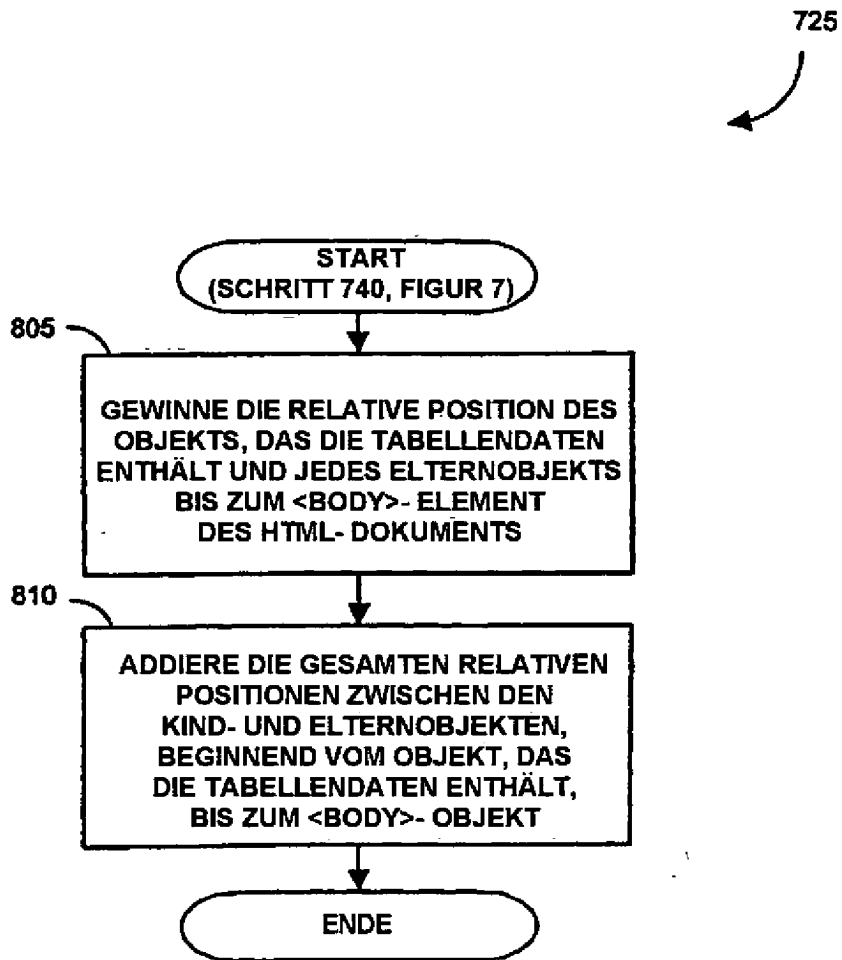 725
START
(SCHRITT 740, FIGUR 7)
805
GEWINNE DIE RELATIVE POSITION DES
OBJEKTS, DAS DIE TABELLENDATEN
ENTHÄLT UND JEDES ELTERNOBJEKTS
BIS ZUM <BODY>- ELEMENT
DES HTML- DOKUMENTS
810
ADDIERE DIE GESAMTEN RELATIVEN
POSITIONEN ZWISCHEN DEN
KIND- UND ELTERNOBJEKTEN,
BEGINNEND VOM OBJEKT, DAS
DIE TABELLENDATEN ENTHÄLT,
BIS ZUM <BODY>- OBJEKT
ENDE